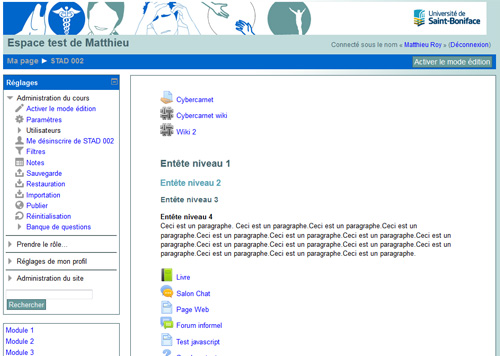 Université de
Saint-Boniface
Espace test de Matthieu
Connecté sous le nom « Matthieu Roy » (Déconnexion)
Ma page ► STAD 002
Activer le mode édition
Réglages
Administration du cours
Activer le mode édition
Paramètres
Utilisateurs
Me désinscrire de STAD 002
Filtres
Notes
Sauvegarde
Restauration
Importation
Publier
Réinitialisation
Banque de questions
Prendre le rôle...
Réglages de mon profil
Administration du site
Rechercher
Module 1
Module 2
Module 3
Cybercarnet
Cybercarnet wiki
Wiki 2
Entête niveau 1
Entête niveau 2
Entête niveau 3
Entête niveau 4
Ceci est un paragraphe. Ceci est un paragraphe.Ceci est un paragraphe.Ceci est un
paragraphe.Ceci est un paragraphe.Ceci est un paragraphe.Ceci est un paragraphe.Ceci est un
paragraphe.Ceci est un paragraphe.Ceci est un paragraphe.Ceci est un paragraphe.Ceci est un
paragraphe.Ceci est un paragraphe.Ceci est un paragraphe.Ceci est un paragraphe.
Livre
Salon Chat
Page Web
Forum informel
Test javascript